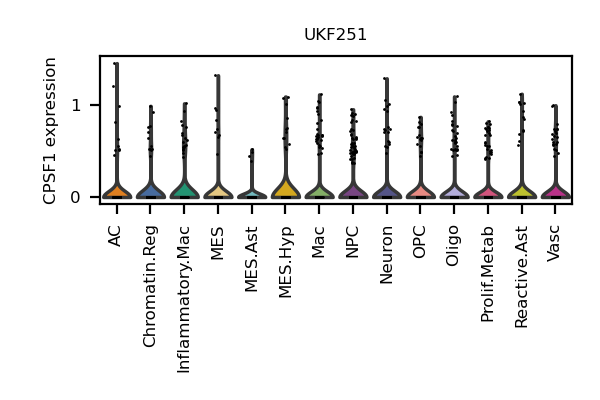 UKF251
CPSF1 expression
1
0
AC
Chromatin.Reg
Inflammatory.Mac
MES
MES.Ast
MES.Hyp
Mac
NPC
Neuron
OPC
Oligo
Prolif.Metab
Reactive.Ast
Vasc